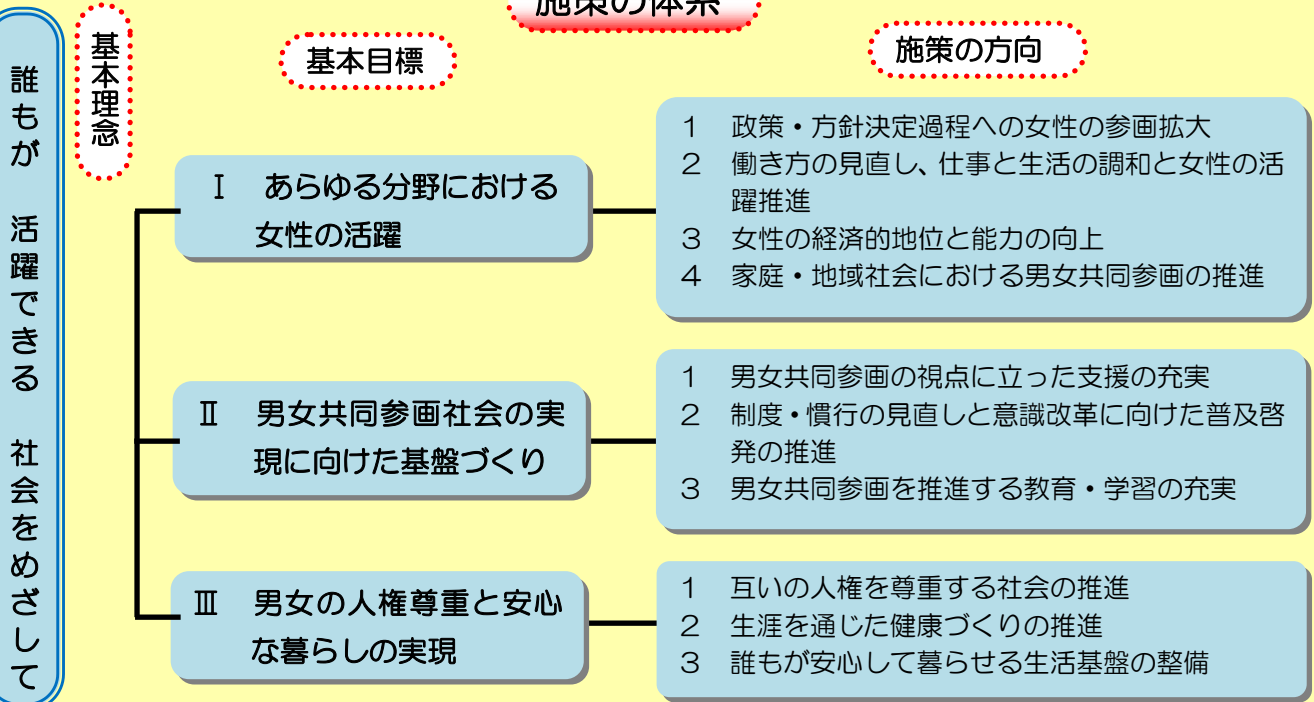 施策の体系
基本理念
誰もが　活躍できる　社会をめざして
基本目標
施策の方向
Ⅰ　あらゆる分野における
女性の活躍
1　政策・方針決定過程への女性の参画拡大
2　働き方の見直し、仕事と生活の調和と女性の活
躍推進
3　女性の経済的地位と能力の向上
4　家庭・地域社会における男女共同参画の推進
Ⅱ　男女共同参画社会の実
現に向けた基盤づくり
1　男女共同参画の視点に立った支援の充実
2　制度・慣行の見直しと意識改革に向けた普及啓
発の推進
3　男女共同参画を推進する教育・学習の充実
Ⅲ　男女の人権尊重と安心
な暮らしの実現
1　互いの人権を尊重する社会の推進
2　生涯を通じた健康づくりの推進
3　誰もが安心して暮らせる生活基盤の整備